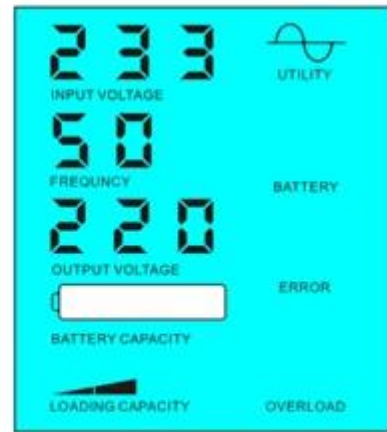 233
UTILITY
INPUT VOLTAGE
50
FREQUNCY
BATTERY
220
OUTPUT VOLTAGE
ERROR
BATTERY CAPACITY
LOADING CAPACITY OVERLOAD